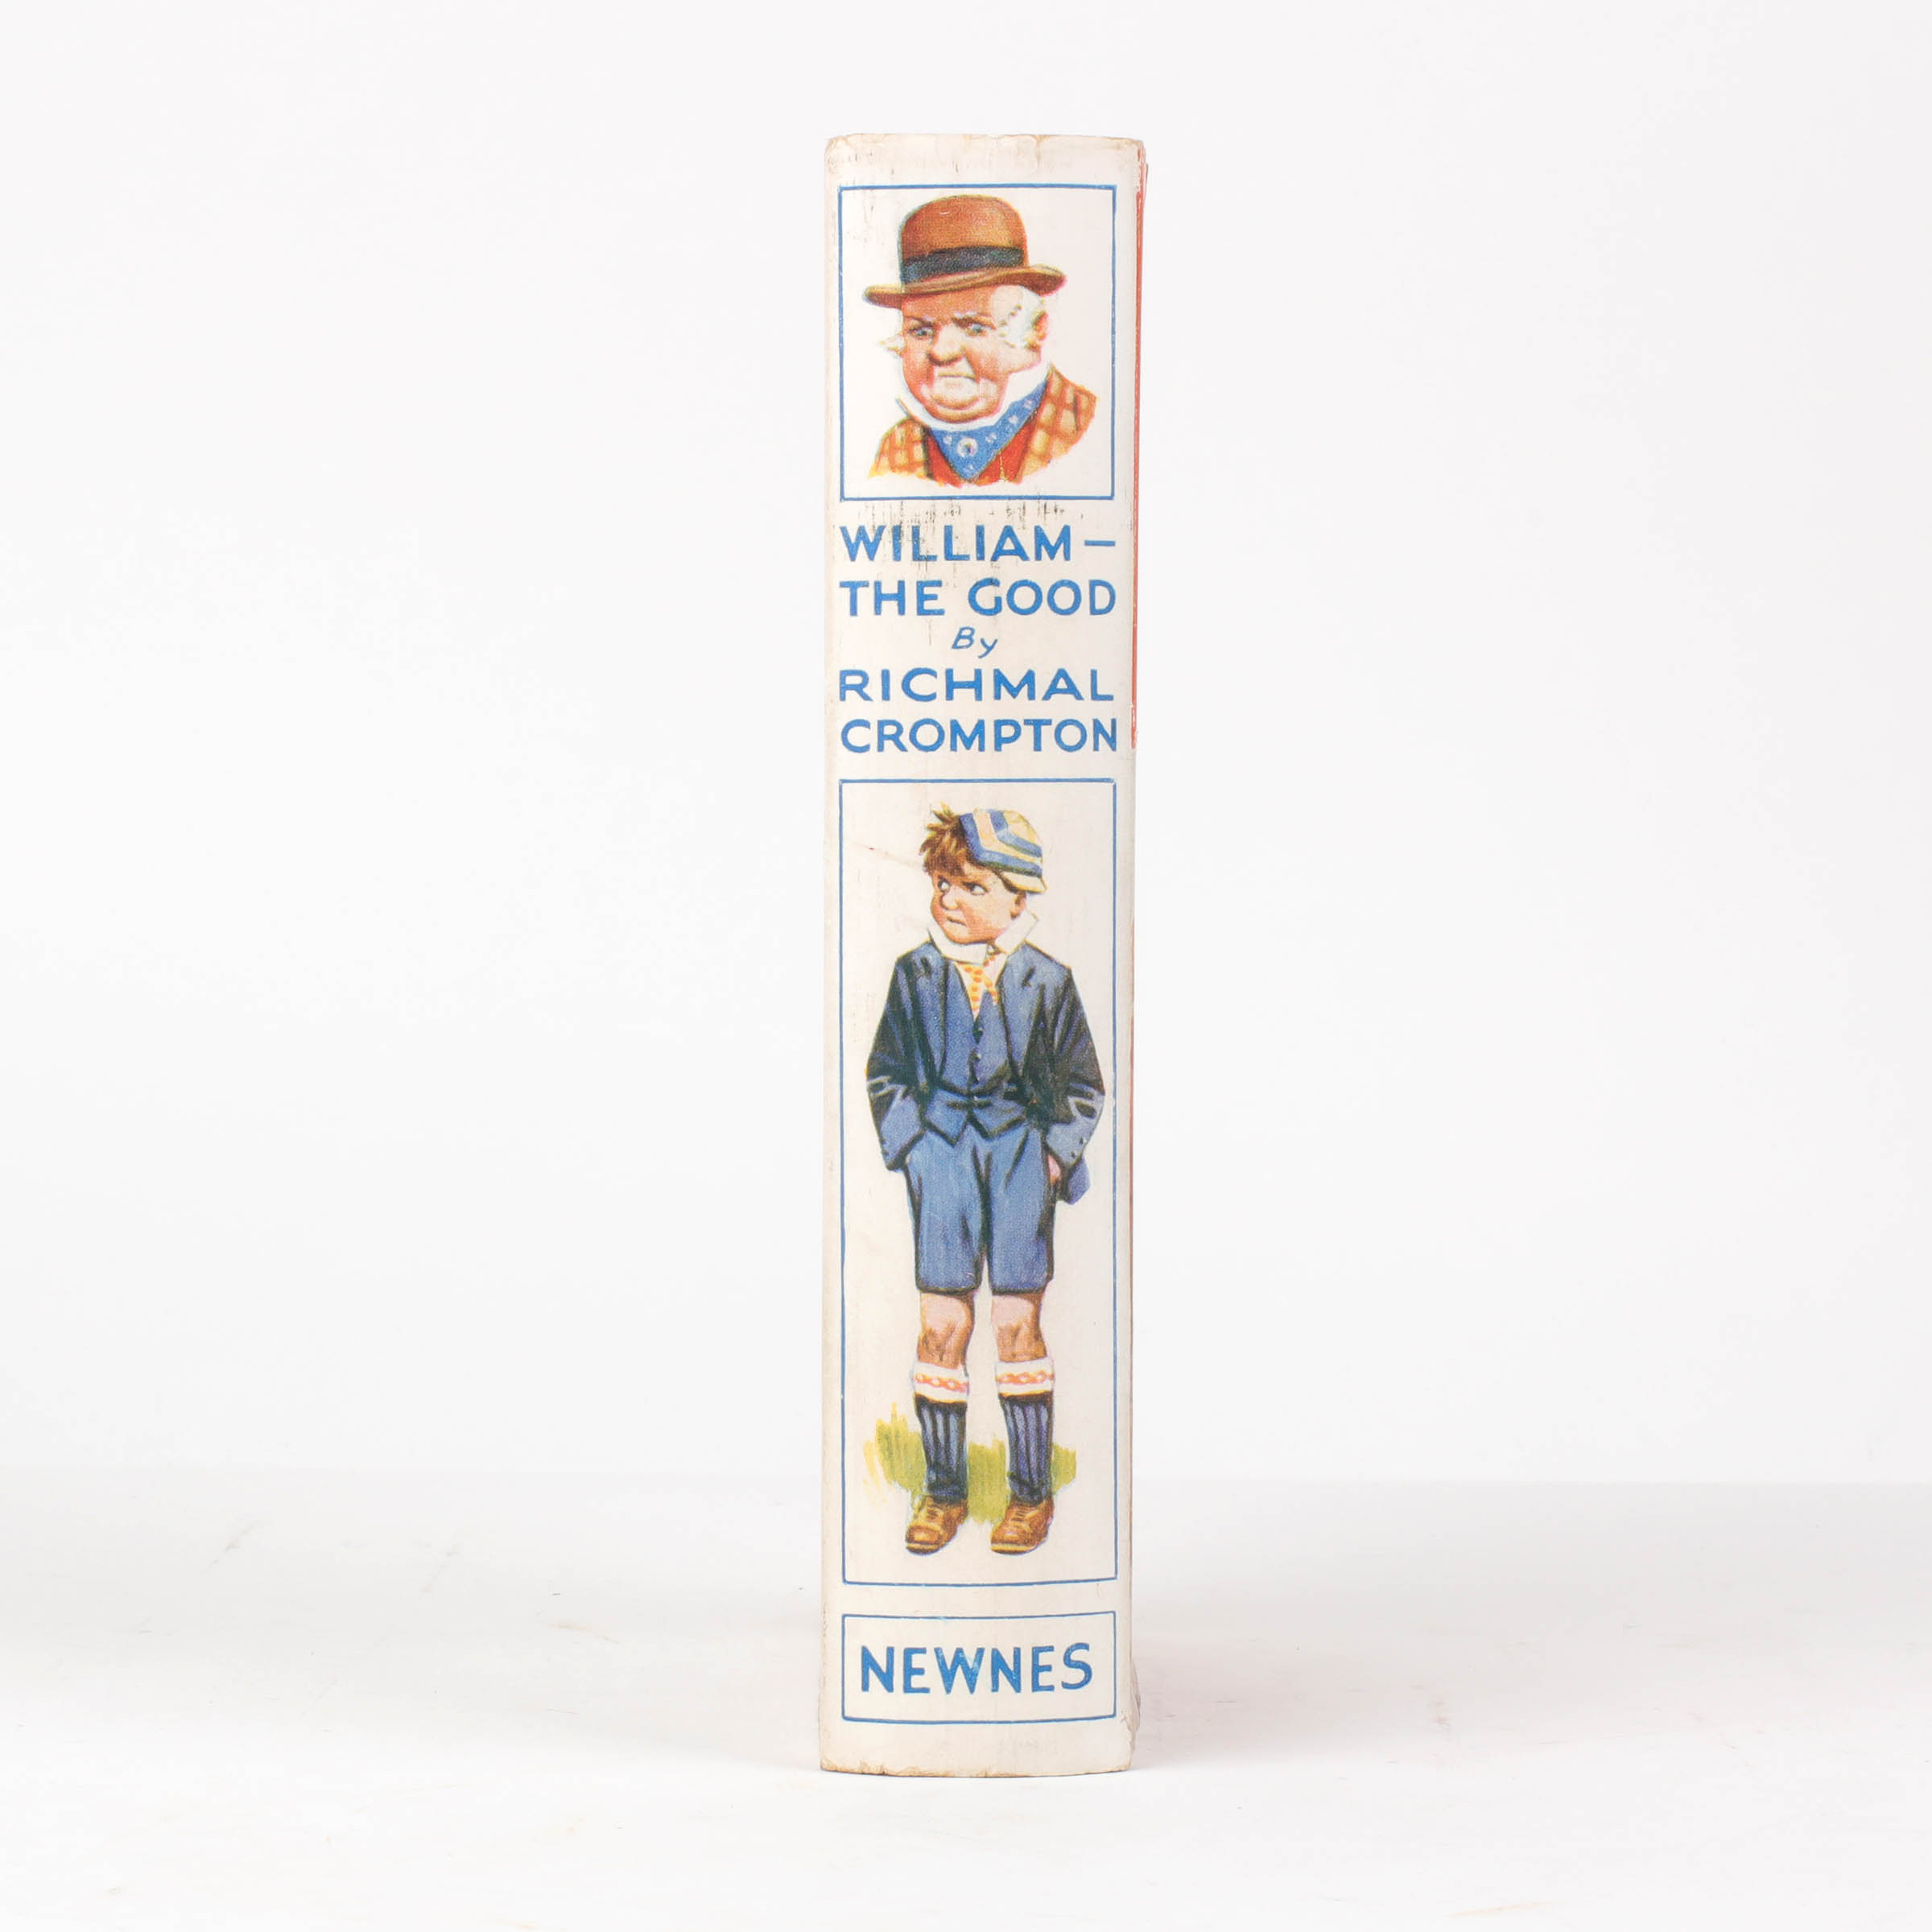 WILLIAM—
THE GOOD
By
RICHMAL
CROMPTON
NEWNES